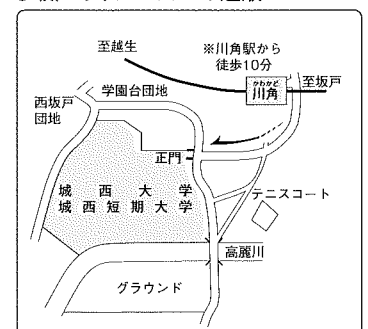 至越生
※川角駅から
徒歩10分
かわかど
川角
至坂戸
学園台団地
西坂戸
団地
正門
城西大学
城西短期大学
テニスコート
高麗川
グラウンド